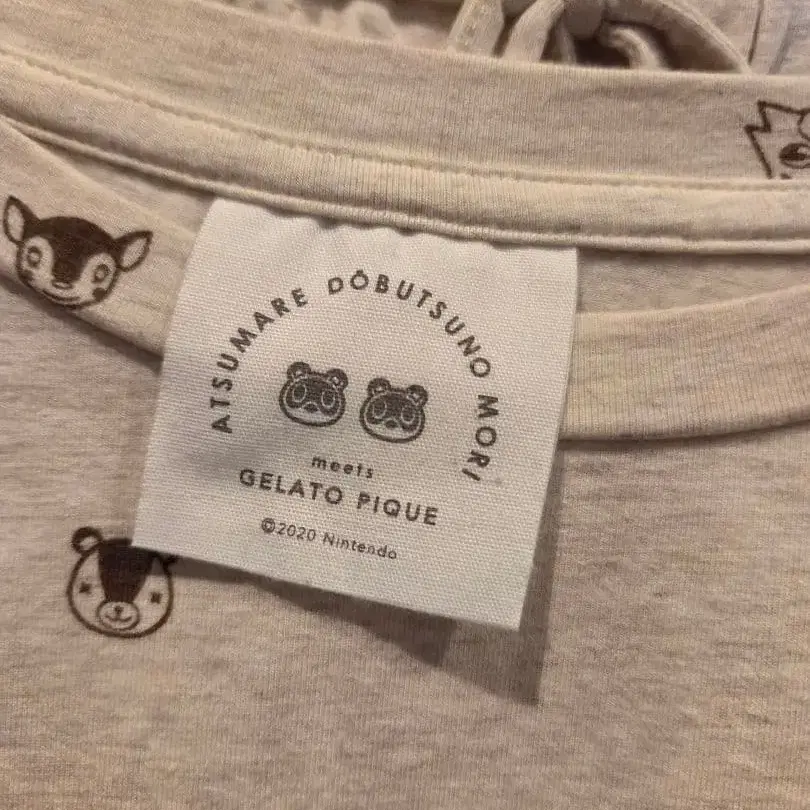 ATSUMARE DŌBUTSUNO MORI
meets
GELATO PIQUE
©2020 Nintendo